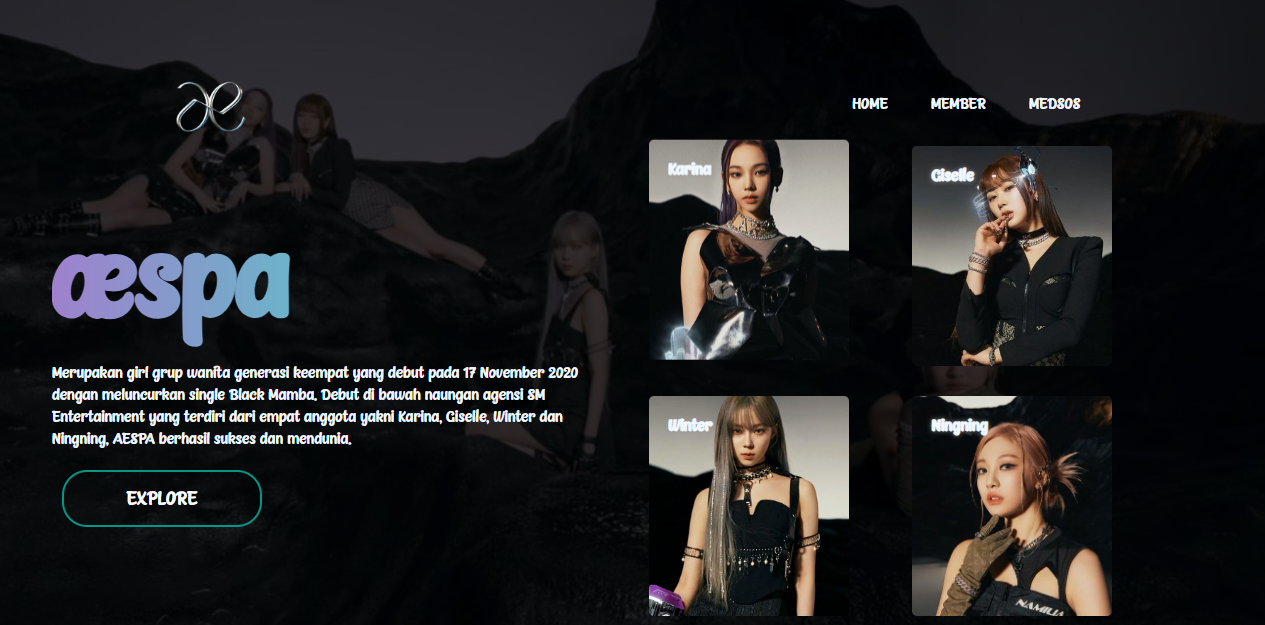 æ
HOME MEMBER MEDSOS
Karina
Giselle
æspa
Merupakan girl grup wanita generasi keempat yang debut pada 17 November 2020
dengan meluncurkan single Black Mamba. Debut di bawah naungan agensi SM
Entertainment yang terdiri dari empat anggota yakni Karina, Giselle, Winter dan
Ningning, AESPA berhasil sukses dan mendunia.
EXPLORE
Winter
Ningning
NAMILIA